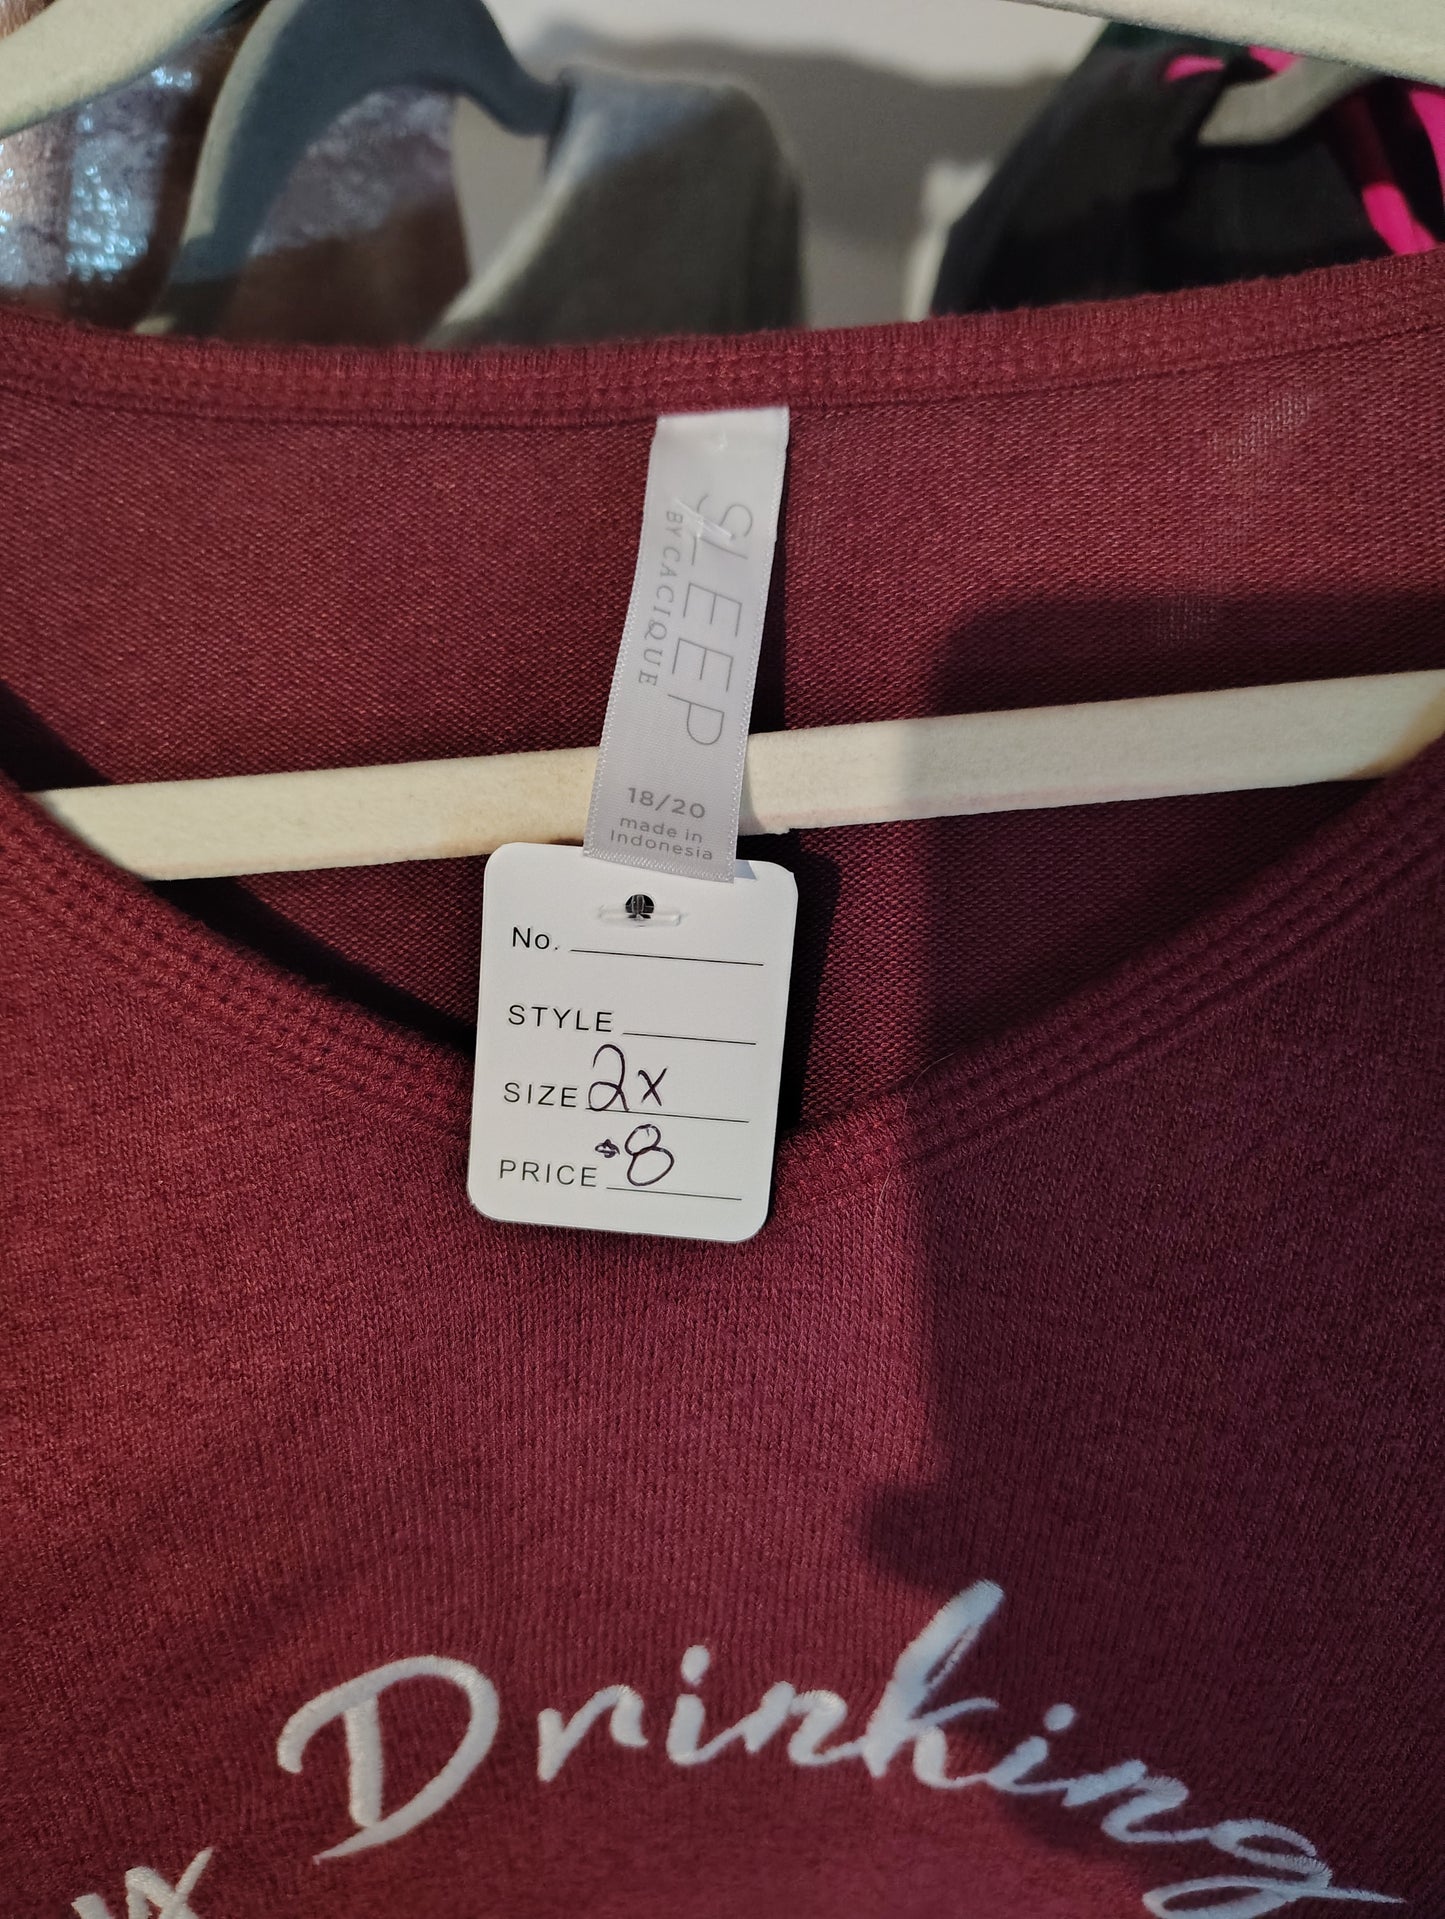 SLEEP
BY CACIQUE
18/20
made in
Indonesia
No.
STYLE
SIZE 2x
PRICE $8
Drinking